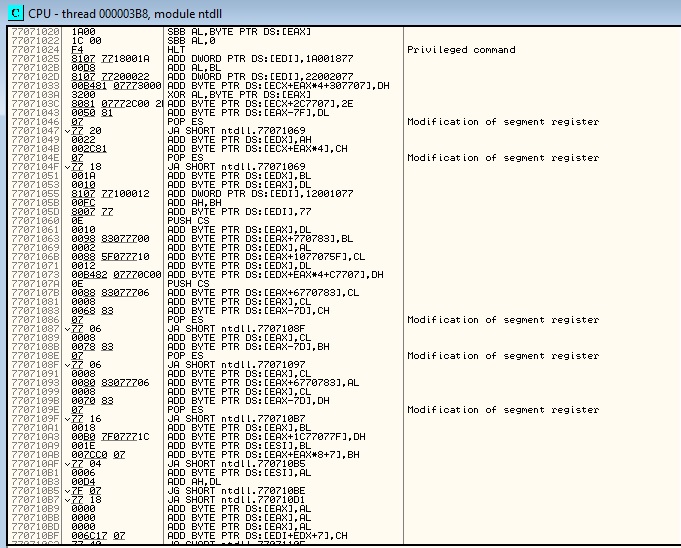 C CPU - thread 000003B8, module ntdll
77071020 1A00 SBB AL,BYTE PTR DS:[EAX]
77071022 1C 00 SBB AL,0
77071024 F4 HLT Privileged command
77071025 8107 7718001A ADD DWORD PTR DS:[EDI],1A001877
7707102B 00D8 ADD AL,BL
7707102D 8107 77200022 ADD DWORD PTR DS:[EDI],22002077
77071033 00B481 07773000 ADD BYTE PTR DS:[ECX+EAX*4+307707],DH
7707103A 3200 XOR AL,BYTE PTR DS:[EAX]
7707103C 8081 07772C00 2 ADD BYTE PTR DS:[ECX+2C7707],2E
77071043 0050 81 ADD BYTE PTR DS:[EAX-7F],DL
77071046 07 POP ES Modification of segment register
77071047 77 20 JA SHORT ntdll.77071069
77071049 0022 ADD BYTE PTR DS:[EDX],AH
7707104B 002C81 ADD BYTE PTR DS:[ECX+EAX*4],CH
7707104E 07 POP ES Modification of segment register
7707104F 77 18 JA SHORT ntdll.77071069
77071051 001A ADD BYTE PTR DS:[EDX],BL
77071053 0010 ADD BYTE PTR DS:[EAX],DL
77071055 8107 77100012 ADD DWORD PTR DS:[EDI],12001077
7707105B 00FC ADD AH,BH
7707105D 8007 77 ADD BYTE PTR DS:[EDI],77
77071060 0E PUSH CS
77071061 0010 ADD BYTE PTR DS:[EAX],DL
77071063 0098 83077700 ADD BYTE PTR DS:[EAX+770783],BL
77071069 0002 ADD BYTE PTR DS:[EDX],AL
7707106B 0088 5F077710 ADD BYTE PTR DS:[EAX+1077075F],CL
77071071 0012 ADD BYTE PTR DS:[EDX],DL
77071073 00B482 07770C00 ADD BYTE PTR DS:[EDX+EAX*4+C7707],DH
7707107A 0E PUSH CS
7707107B 0088 83077706 ADD BYTE PTR DS:[EAX+6770783],CL
77071081 0008 ADD BYTE PTR DS:[EAX],CL
77071083 0068 83 ADD BYTE PTR DS:[EAX-7D],CH
77071086 07 POP ES Modification of segment register
77071087 77 06 JA SHORT ntdll.7707108F
77071089 0008 ADD BYTE PTR DS:[EAX],CL
7707108B 0078 83 ADD BYTE PTR DS:[EAX-7D],BH
7707108E 07 POP ES Modification of segment register
7707108F 77 06 JA SHORT ntdll.77071097
77071091 0008 ADD BYTE PTR DS:[EAX],CL
77071093 0080 83077706 ADD BYTE PTR DS:[EAX+6770783],AL
77071099 0008 ADD BYTE PTR DS:[EAX],CL
7707109B 0070 83 ADD BYTE PTR DS:[EAX-7D],DH
7707109E 07 POP ES Modification of segment register
7707109F 77 16 JA SHORT ntdll.770710B7
770710A1 0018 ADD BYTE PTR DS:[EAX],BL
770710A3 00B0 7F07771C ADD BYTE PTR DS:[EAX+1C77077F],DH
770710A9 001E ADD BYTE PTR DS:[ESI],BL
770710AB 007CC0 07 ADD BYTE PTR DS:[EAX+EAX*8+7],BH
770710AF 77 04 JA SHORT ntdll.770710B5
770710B1 0006 ADD BYTE PTR DS:[ESI],AL
770710B3 00D4 ADD AH,DL
770710B5 7F 07 JG SHORT ntdll.770710BE
770710B7 77 18 JA SHORT ntdll.770710D1
770710B9 0000 ADD BYTE PTR DS:[EAX],AL
770710BB 0000 ADD BYTE PTR DS:[EAX],AL
770710BD 0000 ADD BYTE PTR DS:[EAX],AL
770710BF 006C17 07 ADD BYTE PTR DS:[EDI+EDX+7],CH